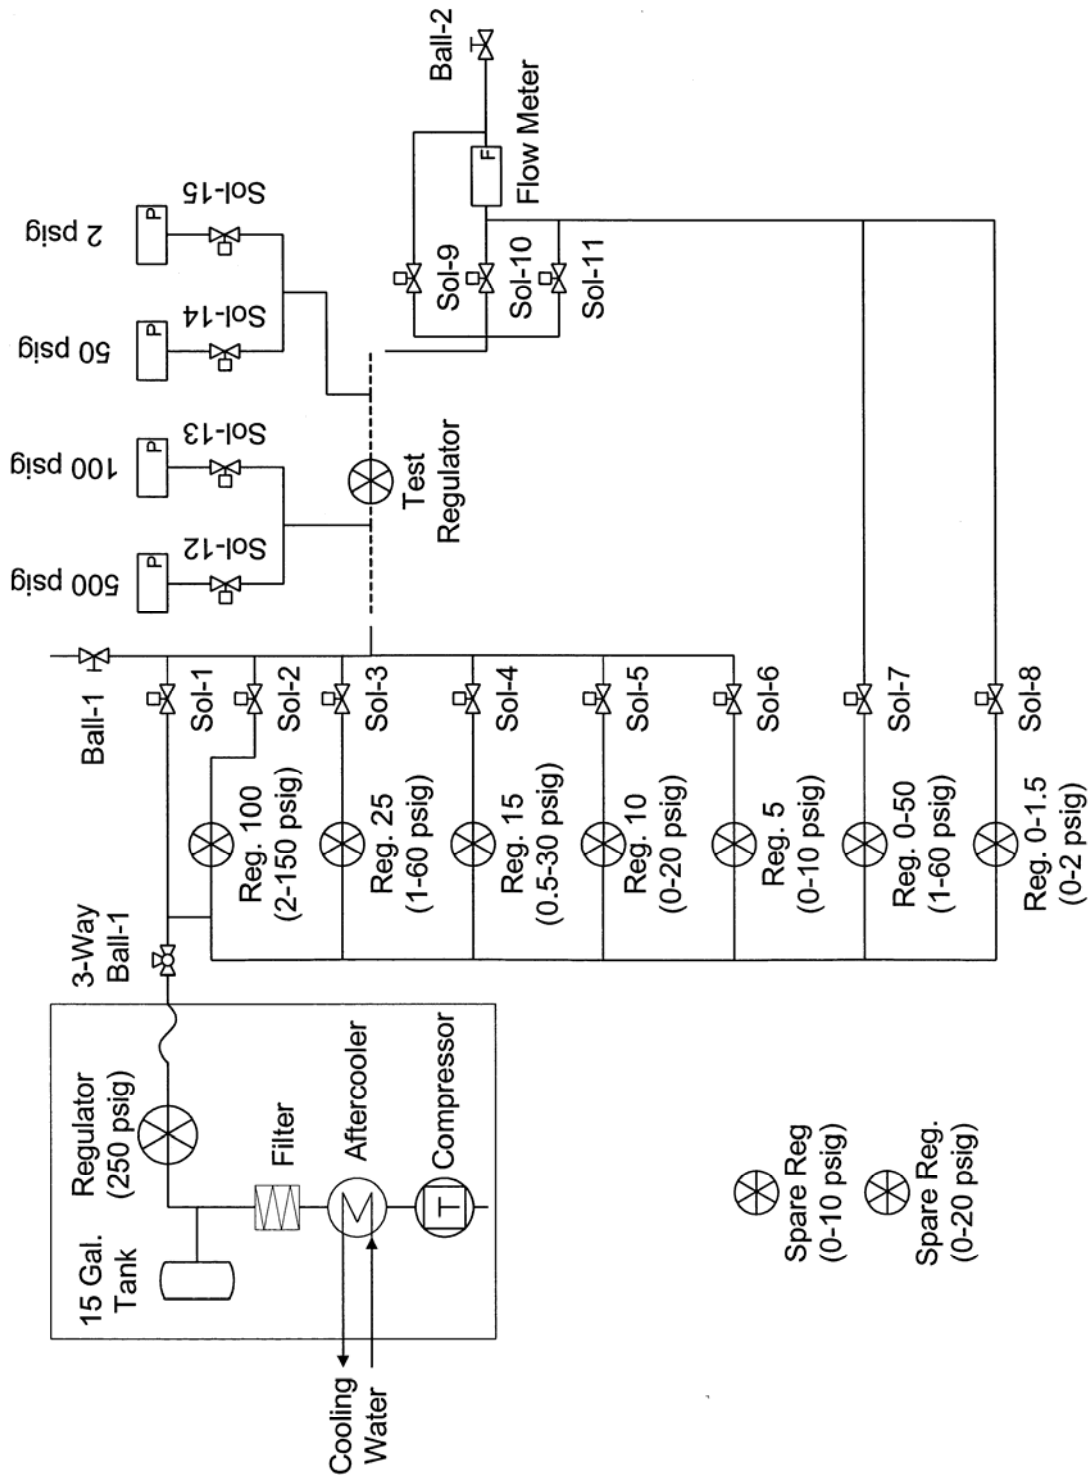 Cooling
Water
15 Gal.
Tank
Regulator
(250 psig)
Filter
Aftercooler
Compressor
T
3-Way
Ball-1
Ball-1
Sol-1
Reg. 100
(2-150 psig)
Sol-2
Reg. 25
(1-60 psig)
Sol-3
Reg. 15
(0.5-30 psig)
Sol-4
Reg. 10
(0-20 psig)
Sol-5
Reg. 5
(0-10 psig)
Sol-6
Reg. 0-50
(1-60 psig)
Sol-7
Reg. 0-1.5
(0-2 psig)
Sol-8
500 psig
P
Sol-12
100 psig
P
Sol-13
50 psig
P
Sol-14
2 psig
P
Sol-15
Test
Regulator
Sol-9
Sol-10
Sol-11
F
Flow Meter
Ball-2
Spare Reg
(0-10 psig)
Spare Reg.
(0-20 psig)